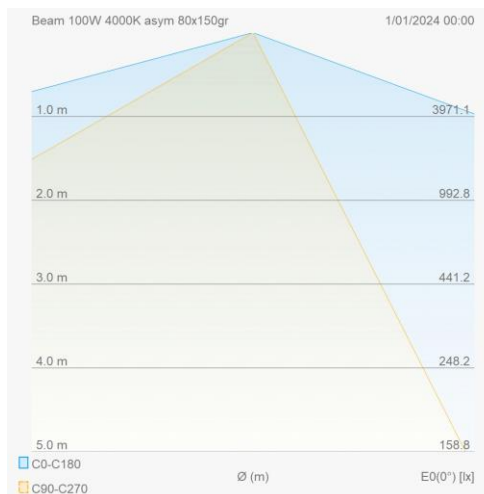 Beam 100W 4000K asym 80x150gr 1/01/2024 00:00
1.0 m 3971.1
2.0 m 992.8
3.0 m 441.2
4.0 m 248.2
5.0 m 158.8
C0-C180
Ø (m) E0(0°) [lx]
C90-C270